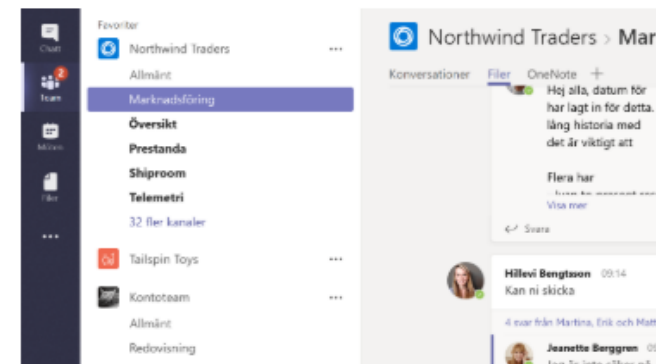 Favoriter
Northwind Traders
Allmänt
Marknadsföring
Översikt
Prestanda
Shiproom
Telemetri
32 fler kanaler
Tailspin Toys
Kontoteam
Allmänt
Redovisning
Chatt
2
Team
Möten
Filer
Northwind Traders > Mar
Konversationer Filer OneNote +
Hej alla, datum för
har lagt in för detta.
lång historia med
det är viktigt att
Flera har
Visa mer
Svara
Hillevi Bengtsson 09:14
Kan ni skicka
4 svar från Martina, Erik och Matt
Jeanette Berggren